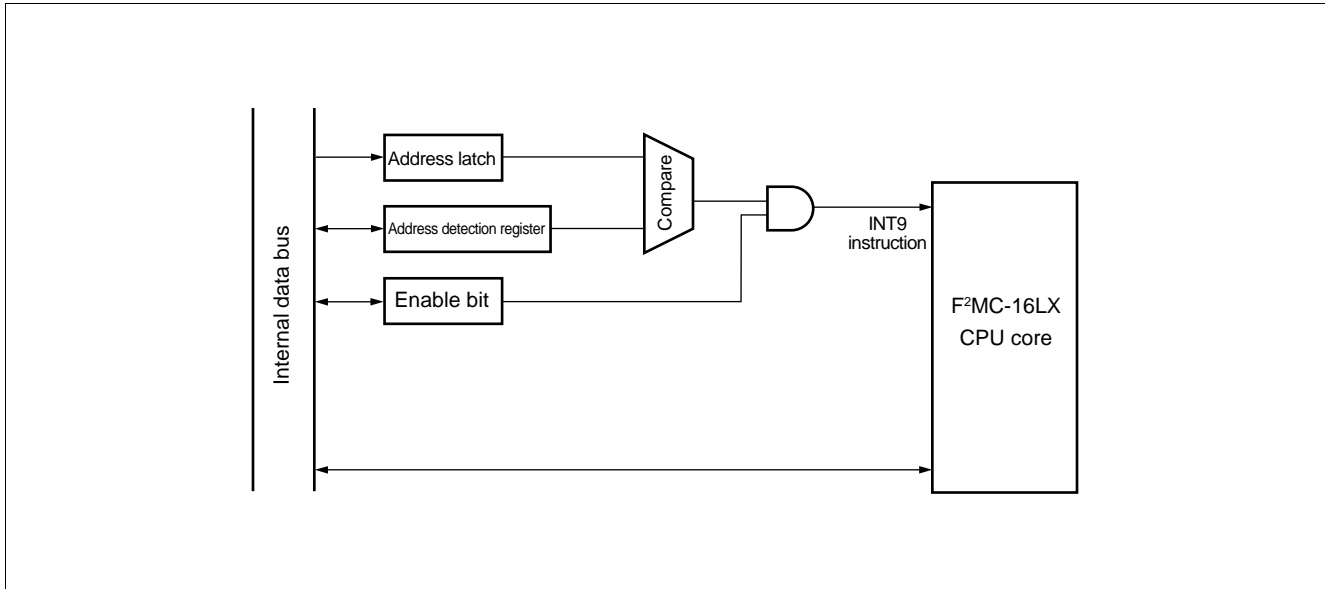 Internal data bus
Address latch
Address detection register
Enable bit
Compare
INT9
instruction
F²MC-16LX
CPU core